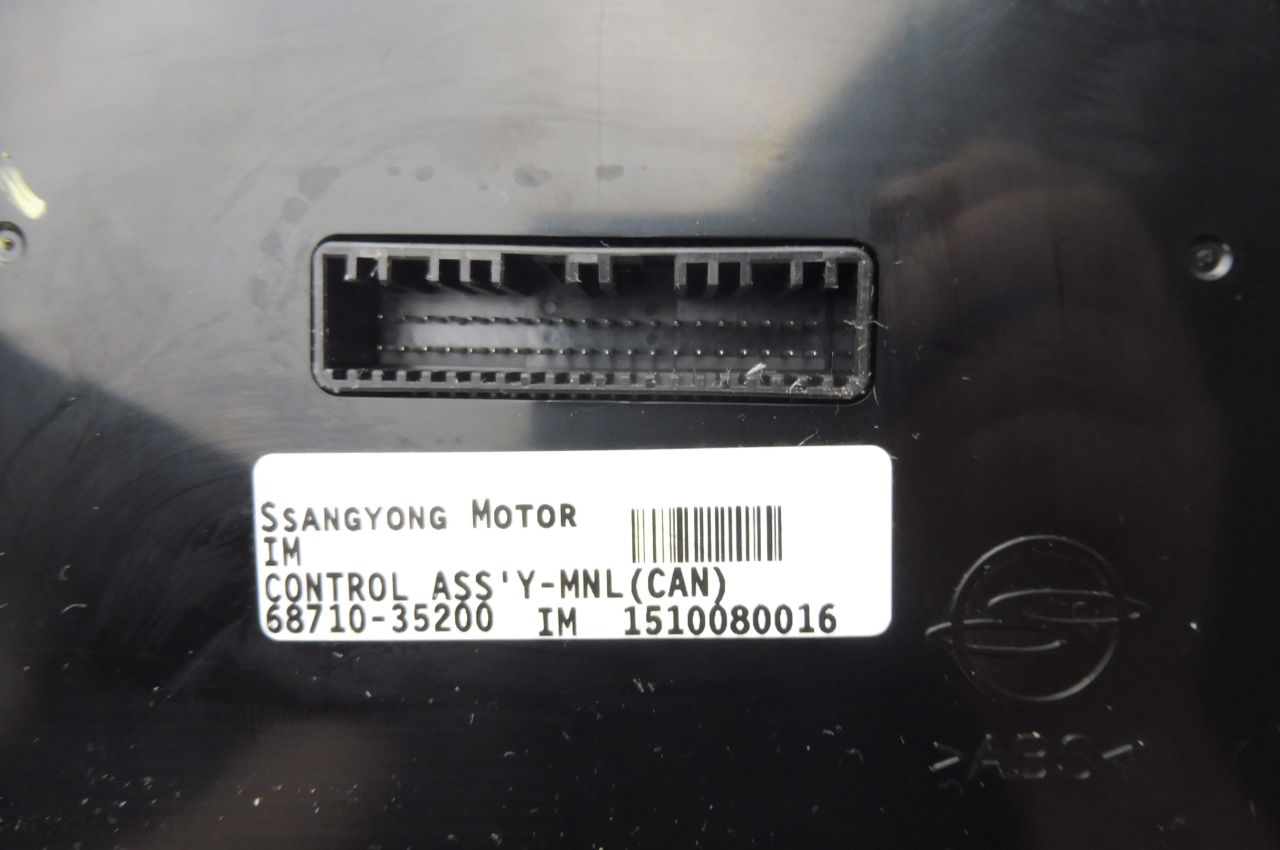 SSANGYONG MOTOR
IM
CONTROL ASS'Y-MNL(CAN)
68710-35200 IM 1510080016
>ABS<